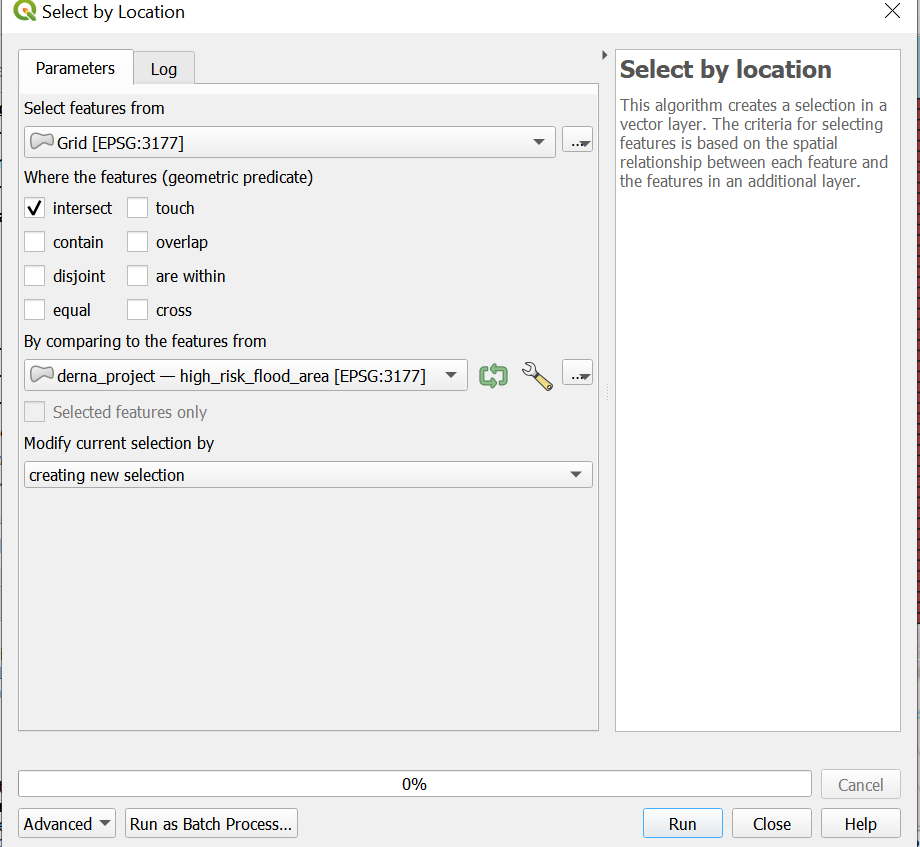 Select by Location
Parameters
Log
Select features from
Grid [EPSG:3177]
...
Where the features (geometric predicate)
intersect
touch
contain
overlap
disjoint
are within
equal
cross
By comparing to the features from
derna_project — high_risk_flood_area [EPSG:3177]
...
Selected features only
Modify current selection by
creating new selection
Select by location
This algorithm creates a selection in a
vector layer. The criteria for selecting
features is based on the spatial
relationship between each feature and
the features in an additional layer.
0%
Cancel
Advanced
Run as Batch Process...
Run
Close
Help